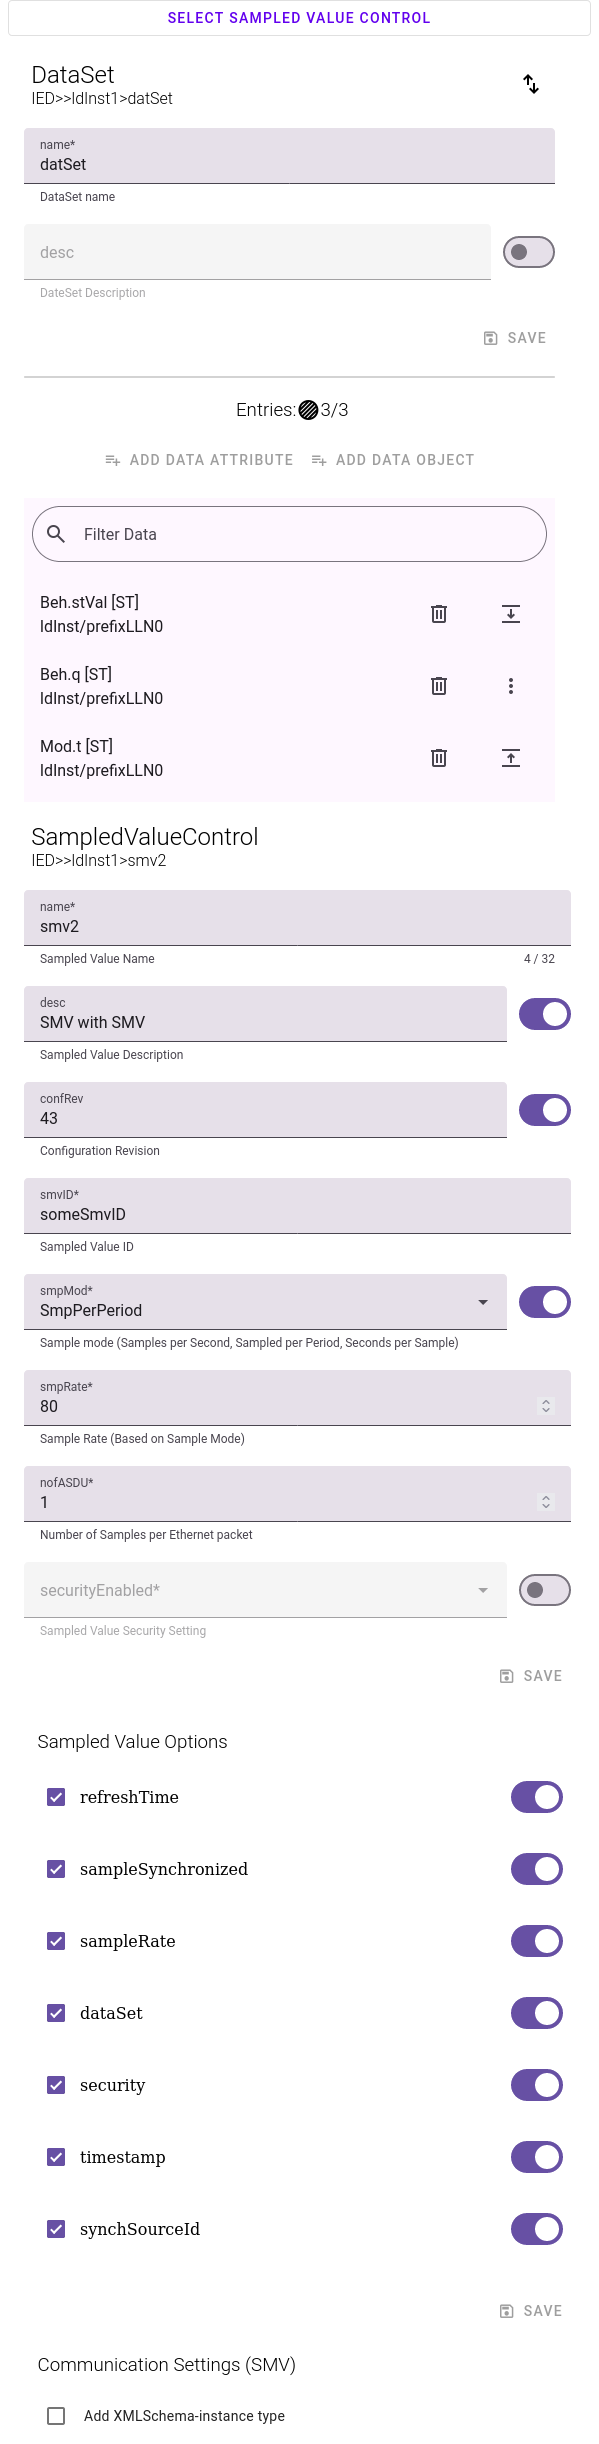 SELECT SAMPLED VALUE CONTROL
DataSet
IED>>ldInst1>datSet
name*
datSet
DataSet name
desc
DateSet Description
SAVE
Entries: 3/3
ADD DATA ATTRIBUTE ADD DATA OBJECT
Filter Data
Beh.stVal [ST]
ldInst/prefixLLN0
Beh.q [ST]
ldInst/prefixLLN0
Mod.t [ST]
ldInst/prefixLLN0
SampledValueControl
IED>>ldInst1>smv2
name*
smv2
Sampled Value Name 4 / 32
desc
SMV with SMV
Sampled Value Description
confRev
43
Configuration Revision
smvID*
someSmvID
Sampled Value ID
smpMod*
SmpPerPeriod
Sample mode (Samples per Second, Sampled per Period, Seconds per Sample)
smpRate*
80
Sample Rate (Based on Sample Mode)
nofASDU*
1
Number of Samples per Ethernet packet
securityEnabled*
Sampled Value Security Setting
SAVE
Sampled Value Options
refreshTime
sampleSynchronized
sampleRate
dataSet
security
timestamp
synchSourceId
SAVE
Communication Settings (SMV)
Add XMLSchema-instance type